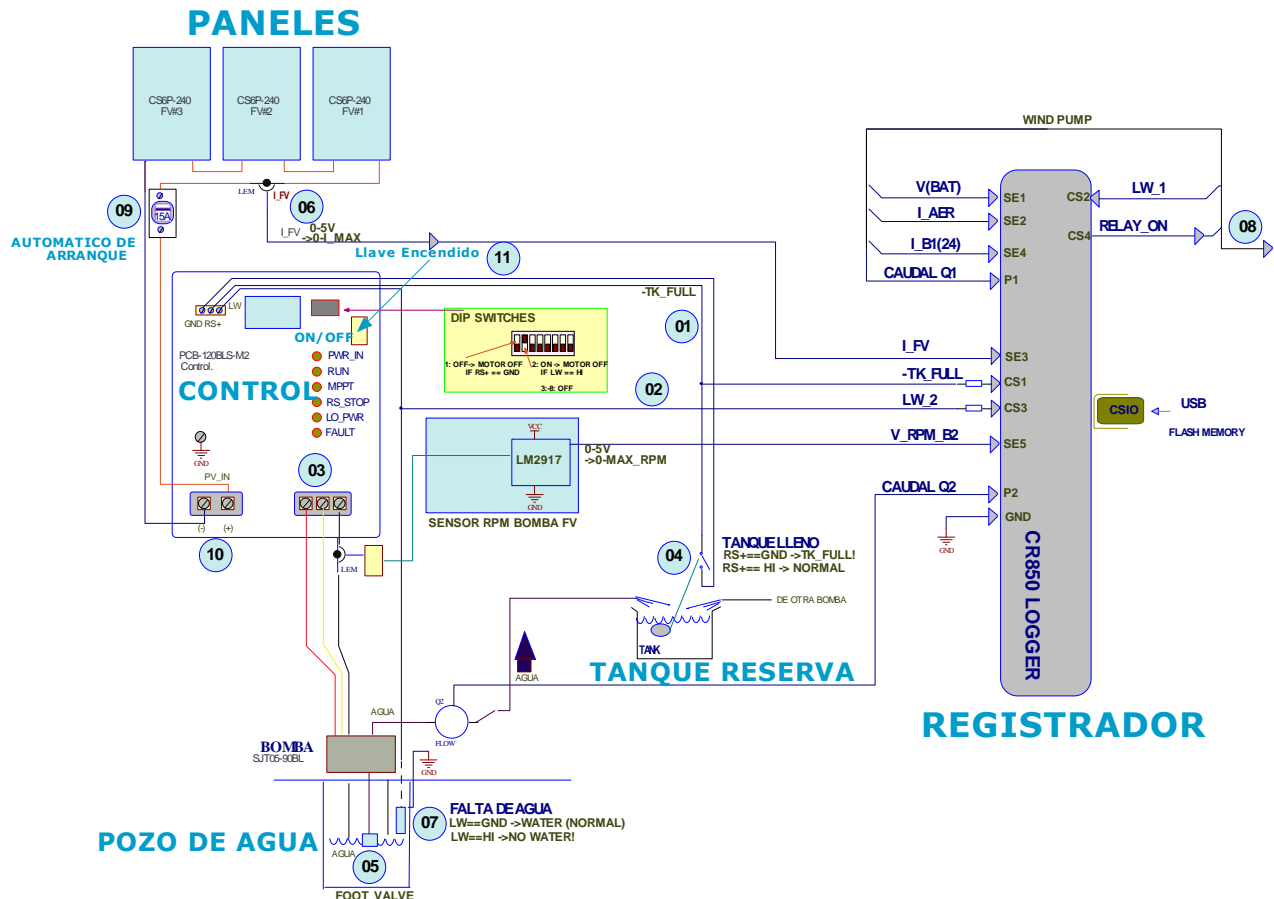 PANELES
CS6P-240
FV#3
CS6P-240
FV#2
CS6P-240
FV#1
LEM
I_FV
09
15A
06
AUTOMATICO DE
ARRANQUE
I_FV
0-5V
->0-I_MAX
Llave Encendido
11
WIND PUMP
V(BAT)
SE1
CS2
LW_1
I_AER
SE2
CS4
RELAY_ON
08
I_B1(24)
SE4
CAUDAL Q1
P1
LW
GND RS+
ON/OFF
PCB-120BLS-M2
Control.
CONTROL
PWR_IN
RUN
MPPT
RS_STOP
LO_PWR
FAULT
GND
PV_IN
(-)
(+)
03
10
-TK_FULL
01
DIP SWITCHES
1: OFF-> MOTOR OFF
IF RS+ == GND
2: ON -> MOTOR OFF
IF LW == HI
3:-8: OFF
02
I_FV
SE3
-TK_FULL
CS1
LW_2
CS3
CSIO
USB
FLASH MEMORY
V_RPM_B2
SE5
VCC
LM2917
GND
0-5V
->0-MAX_RPM
SENSOR RPM BOMBA FV
CAUDAL Q2
P2
GND
GND
CR850 LOGGER
LEM
04
TANQUE LLENO
RS+==GND ->TK_FULL!
RS+== HI -> NORMAL
DE OTRA BOMBA
TANK
TANQUE RESERVA
AGUA
REGISTRADOR
AGUA
Q2
FLOW
BOMBA
SJT05-90BL
GND
07
FALTA DE AGUA
LW==GND ->WATER (NORMAL)
LW==HI ->NO WATER!
POZO DE AGUA
AGUA
05
FOOT VALVE